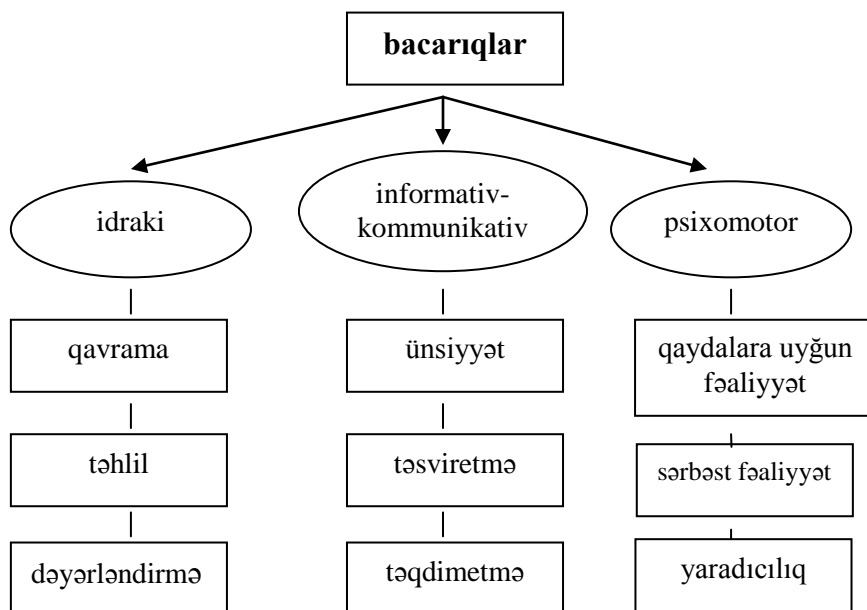 bacarıqlar
idraki
informativ-
kommunikativ
psixomotor
qavrama
ünsiyyət
qaydalara uyğun
fəaliyyət
təhlil
təsviretmə
sərbəst fəaliyyət
dəyərləndirmə
təqdimetmə
yaradıcılıq